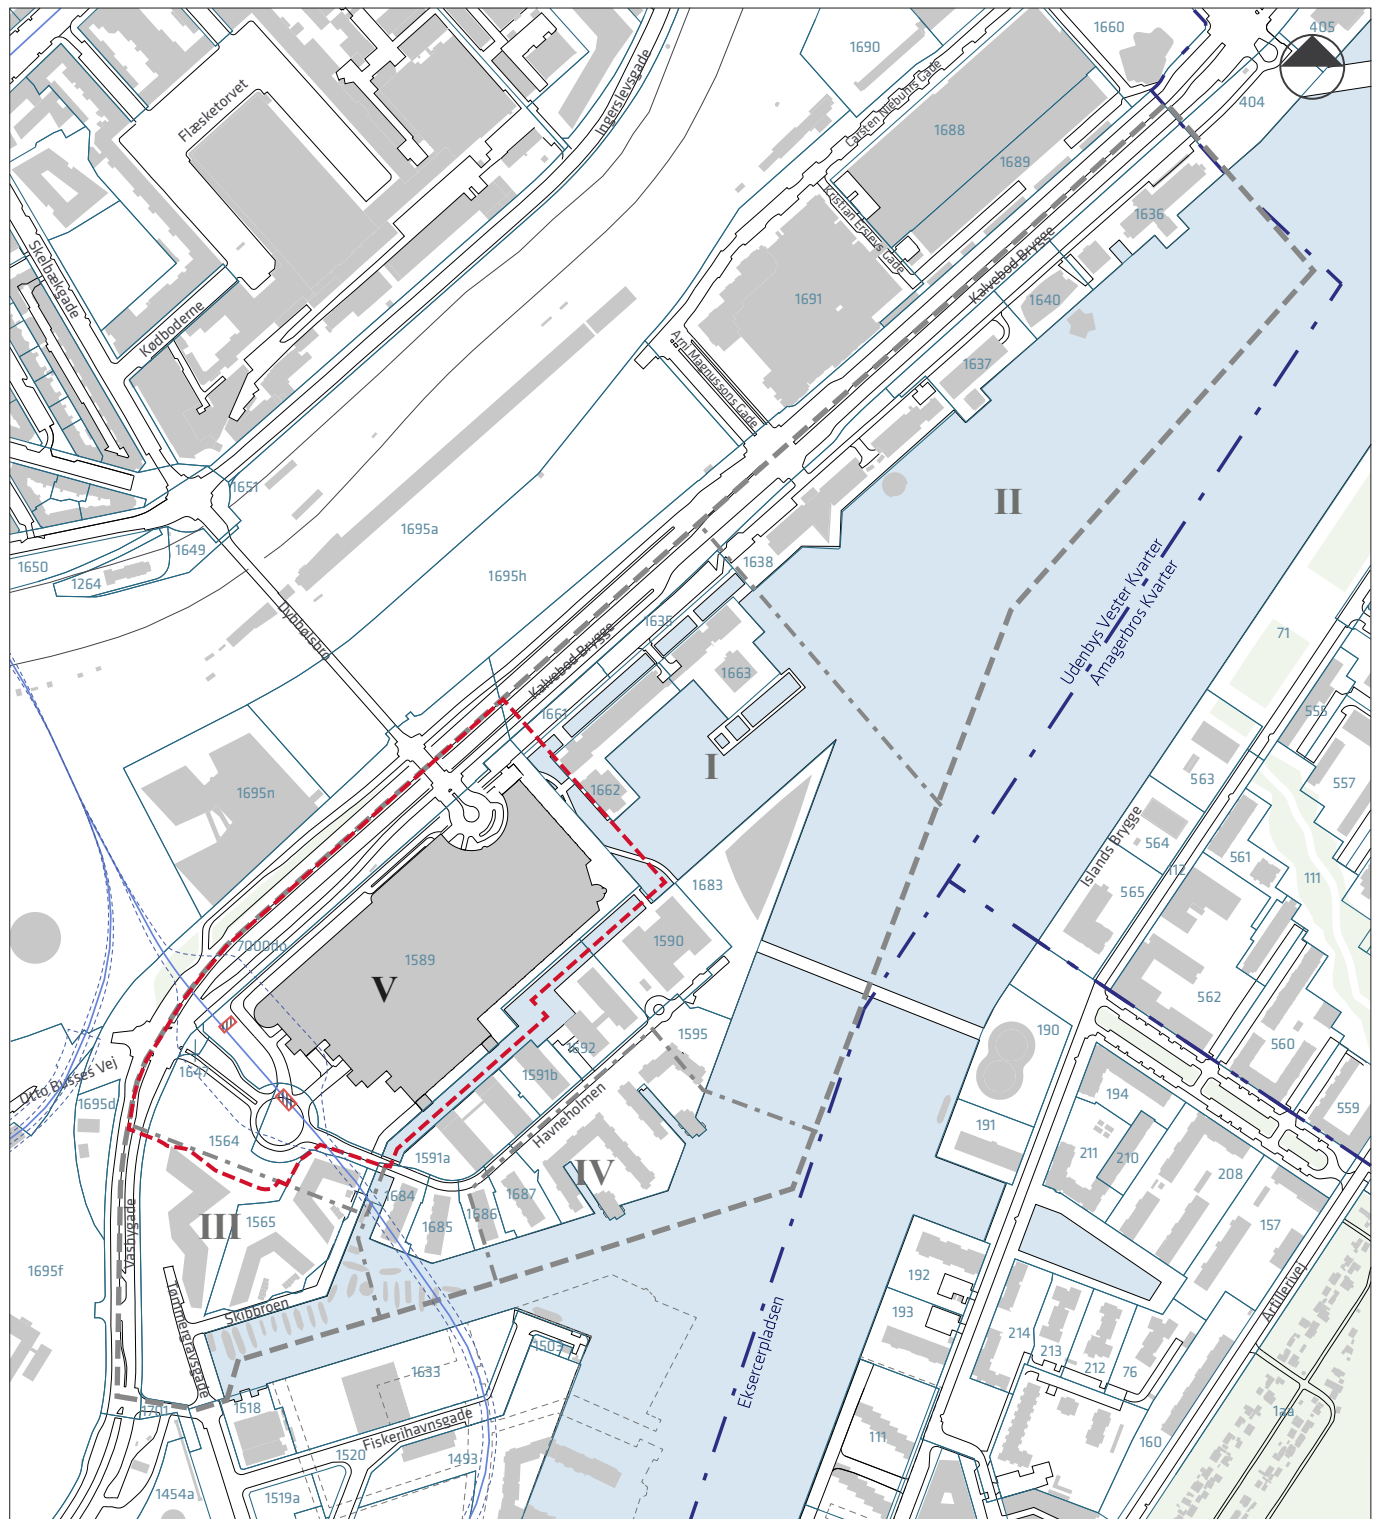 405
1660
1690
404
Flæsketorvet
Ingerslevsgade
Carsten Niebuhrs Gade
1688
1689
Kristian Erslevs Gade
1636
Skelbækgade
Kalvebod Brygge
1691
1640
Kødboderne
Arni Magnussons Gade
1637
1651
II
1695a
1649
1650
1264
1695h
1638
Udenbys Vester Kvarter
Amagerbros Kvarter
Dybbølsbro
1635
71
Kalvebod Brygge
1663
1661
555
I
563
557
1695n
1662
Islands Brygge
564
561
112
111
1683
565
7000do
1590
1589
V
562
190
1595
1692
560
Otto Busses Vej
1647
1591b
1695d
194
559
Havneholmen
1564
191
1591a
211
210
208
IV
1684
1687
III
1565
1685
1686
157
Vasbygade
1695f
192
Artillerivej
Skibbroen
193
Tømmergravsgade
Eksercerpladsen
214
213
1503
212
76
1633
1701
1518
1aa
Fiskerihavnsgade
111
160
1520
1493
1454a
1519a